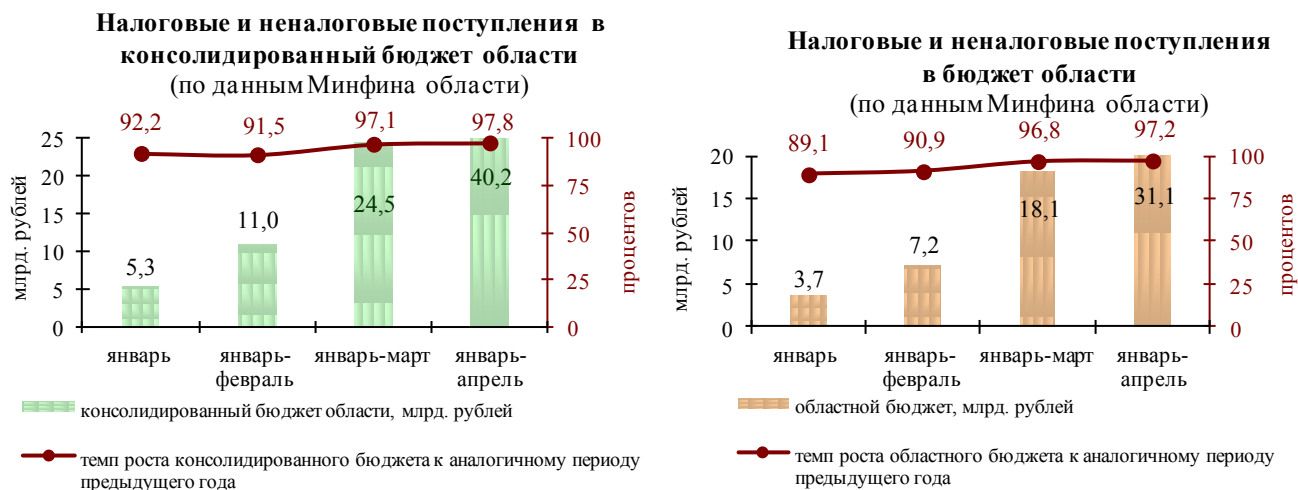 Налоговые и неналоговые поступления в
консолидированный бюджет области
(по данным Минфина области)
92,2
91,5
97,1
97,8
25
20
15
10
5
0
млрд. рублей
5,3
11,0
24,5
40,2
100
75
50
25
0
процентов
январь
январь-
февраль
январь-март
январь-
апрель
консолидированный бюджет области, млрд. рублей
темп роста консолидированного бюджета к аналогичному периоду
предыдущего года
Налоговые и неналоговые поступления
в бюджет области
(по данным Минфина области)
89,1
90,9
96,8
97,2
20
15
10
5
0
млрд. рублей
3,7
7,2
18,1
31,1
100
75
50
25
0
процентов
январь
январь-
февраль
январь-март
январь-
апрель
областной бюджет, млрд. рублей
темп роста областного бюджета к аналогичному периоду
предыдущего года